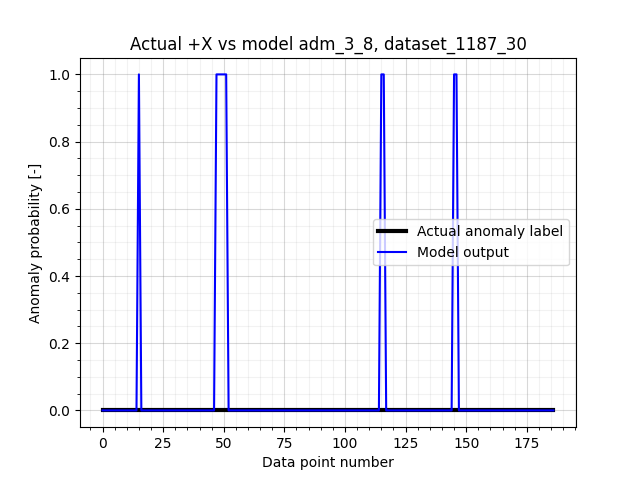 Actual +X vs model adm_3_8, dataset_1187_30
Anomaly probability [-]
1.0
0.8
0.6
0.4
0.2
0.0
Actual anomaly label
Model output
0 25 50 75 100 125 150 175
Data point number